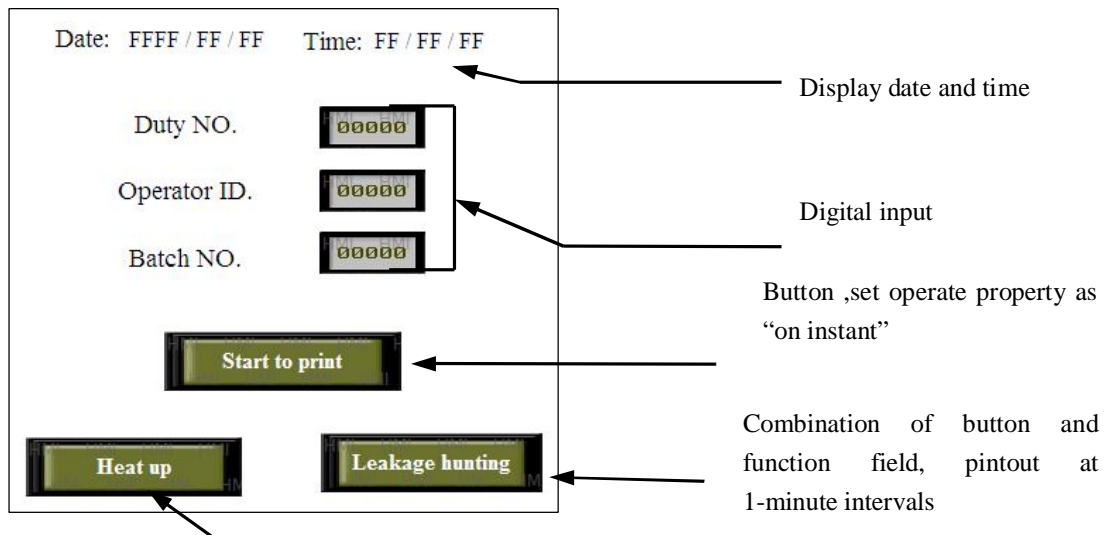 Date: FFFF / FF / FF Time: FF / FF / FF
Display date and time
Duty NO. 00000
Operator ID. 00000
Digital input
Batch NO. 00000
Button ,set operate property as
“on instant”
Start to print
Combination of button and
function field, pintout at
1-minute intervals
Heat up
Leakage hunting